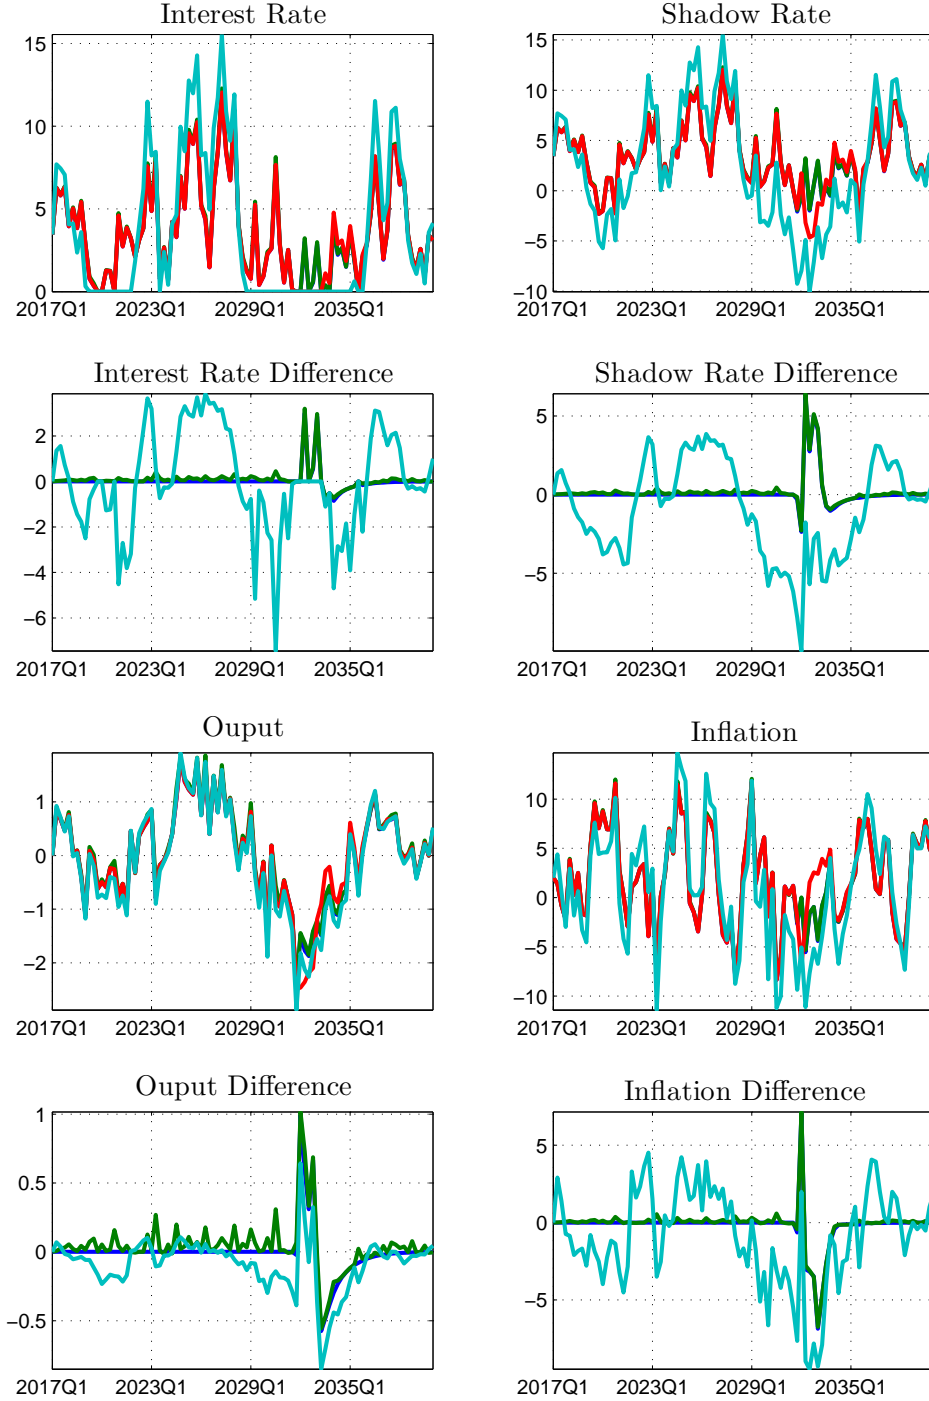 Interest Rate
Shadow Rate
15
10
5
0
2017Q1 2023Q1 2029Q1 2035Q1
15
10
5
0
−5
−10
2017Q1 2023Q1 2029Q1 2035Q1
Interest Rate Difference
Shadow Rate Difference
2
0
−2
−4
−6
2017Q1 2023Q1 2029Q1 2035Q1
5
0
−5
2017Q1 2023Q1 2029Q1 2035Q1
Ouput
Inflation
1
0
−1
−2
2017Q1 2023Q1 2029Q1 2035Q1
10
5
0
−5
−10
2017Q1 2023Q1 2029Q1 2035Q1
Ouput Difference
Inflation Difference
1
0.5
0
−0.5
2017Q1 2023Q1 2029Q1 2035Q1
5
0
−5
2017Q1 2023Q1 2029Q1 2035Q1